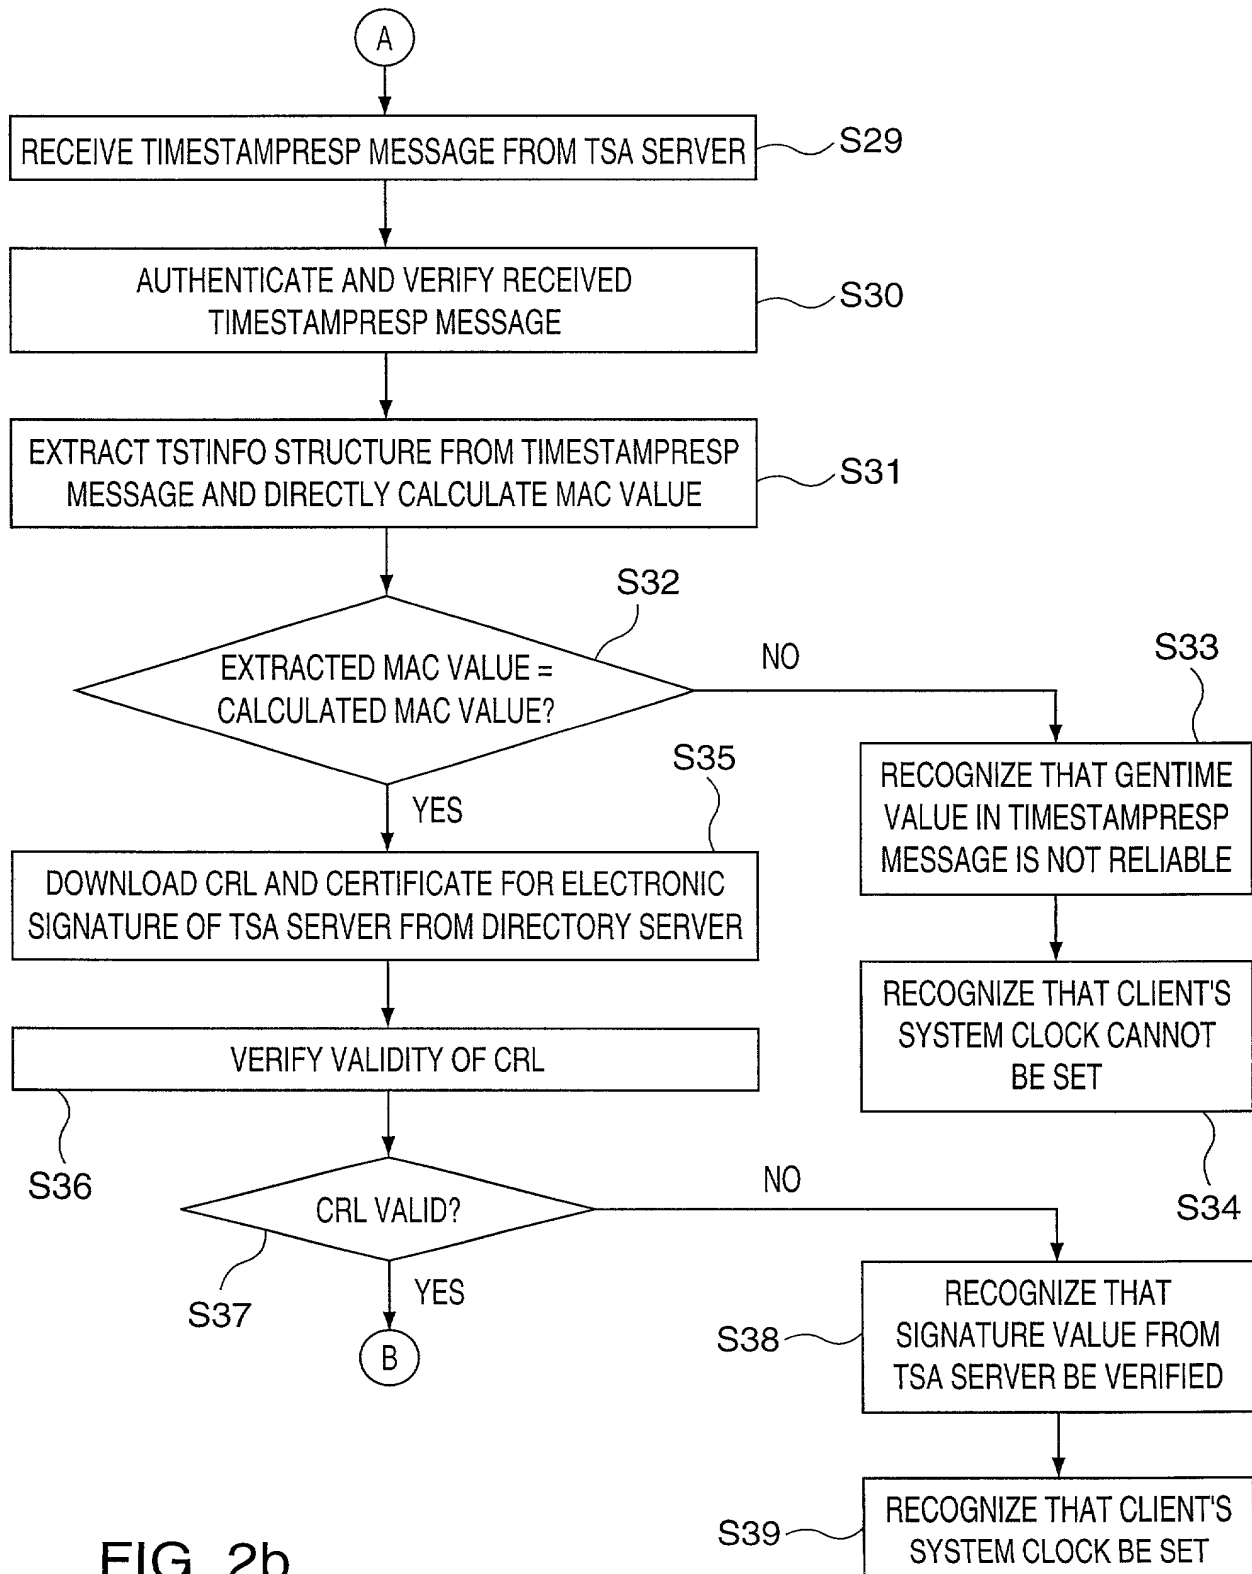 A
RECEIVE TIMESTAMPRESP MESSAGE FROM TSA SERVER
S29
AUTHENTICATE AND VERIFY RECEIVED
TIMESTAMPRESP MESSAGE
S30
EXTRACT TSTINFO STRUCTURE FROM TIMESTAMPRESP
MESSAGE AND DIRECTLY CALCULATE MAC VALUE
S31
S32
EXTRACTED MAC VALUE =
CALCULATED MAC VALUE?
NO
S33
RECOGNIZE THAT GENTIME
VALUE IN TIMESTAMPRESP
MESSAGE IS NOT RELIABLE
YES
S35
DOWNLOAD CRL AND CERTIFICATE FOR ELECTRONIC
SIGNATURE OF TSA SERVER FROM DIRECTORY SERVER
RECOGNIZE THAT CLIENT'S
SYSTEM CLOCK CANNOT
BE SET
S34
VERIFY VALIDITY OF CRL
S36
CRL VALID?
NO
S37
YES
B
RECOGNIZE THAT
SIGNATURE VALUE FROM
TSA SERVER BE VERIFIED
S38
RECOGNIZE THAT CLIENT'S
SYSTEM CLOCK BE SET
S39
FIG. 2b